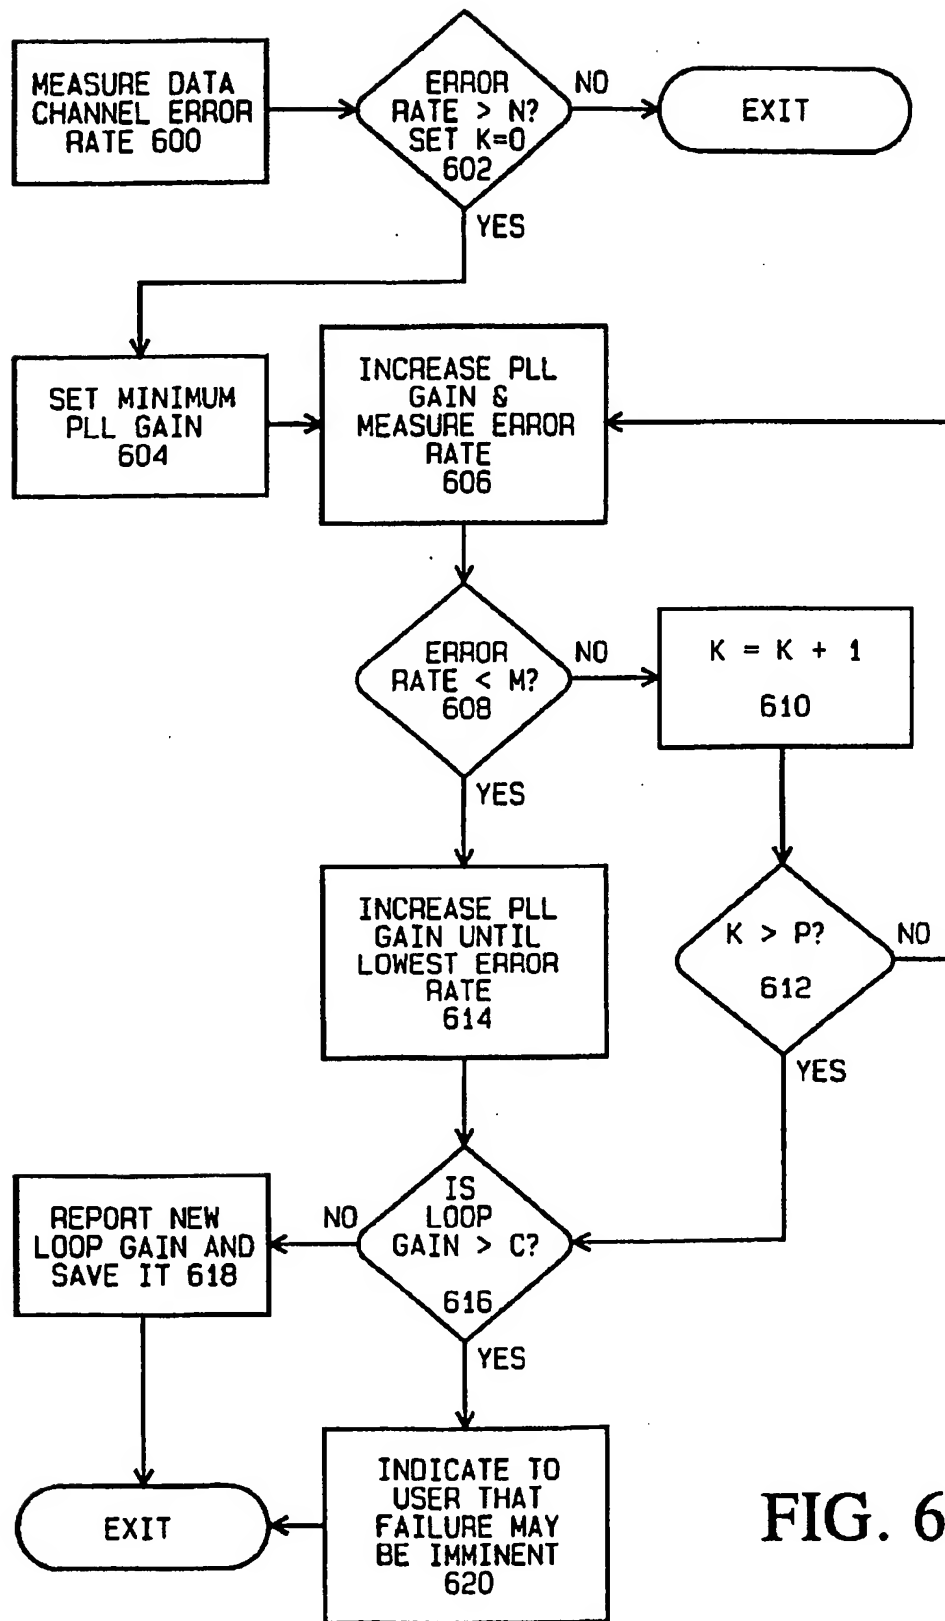 MEASURE DATA
CHANNEL ERROR
RATE 600
ERROR
RATE > N?
SET K=0
602
NO
EXIT
YES
SET MINIMUM
PLL GAIN
604
INCREASE PLL
GAIN &
MEASURE ERROR
RATE
606
ERROR
RATE < M?
608
NO
K = K + 1
610
YES
INCREASE PLL
GAIN UNTIL
LOWEST ERROR
RATE
614
K > P?
612
NO
YES
IS
LOOP
GAIN > C?
616
NO
REPORT NEW
LOOP GAIN AND
SAVE IT 618
YES
INDICATE TO
USER THAT
FAILURE MAY
BE IMMINENT
620
EXIT
FIG. 6